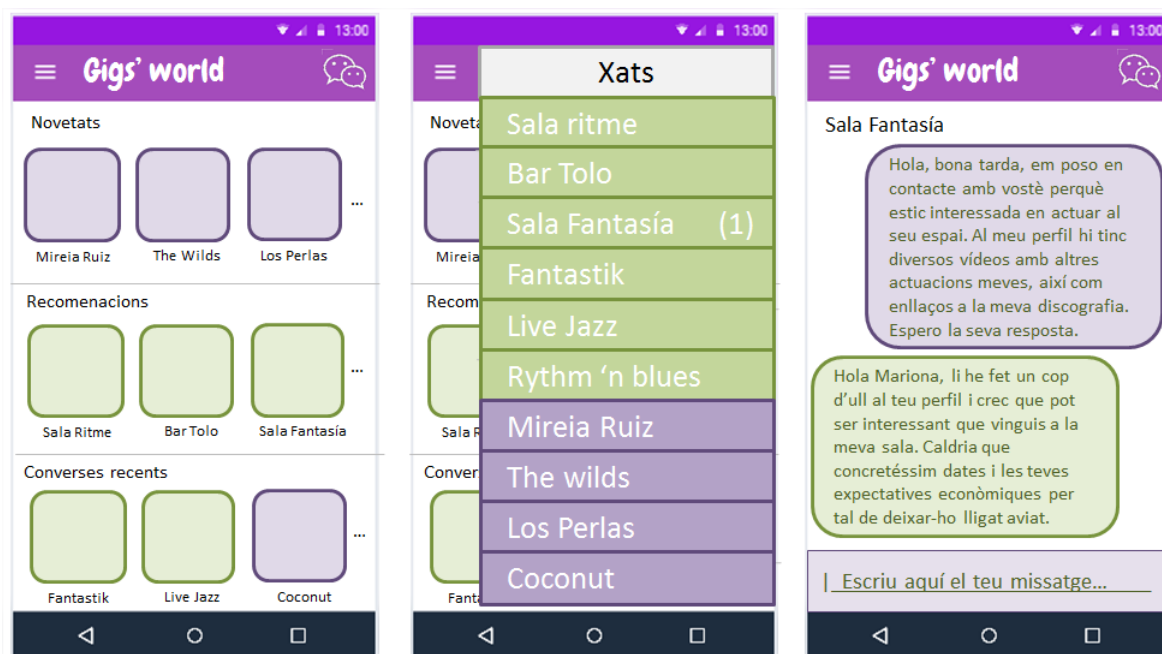 13:00
Gigs' world
Novetats
...
Mireia Ruiz The Wilds Los Perlas
Recomenacions
...
Sala Ritme Bar Tolo Sala Fantasía
Converses recents
...
Fantastik Live Jazz Coconut
13:00
Xats
Noveta
Sala ritme
Bar Tolo
Sala Fantasía (1)
Mireia
Fantastik
Recom
Live Jazz
Rythm ‘n blues
Sala R
Mireia Ruiz
Conver
The wilds
Los Perlas
Coconut
Fanta
13:00
Gigs' world
Sala Fantasía
Hola, bona tarda, em poso en
contacte amb vostè perquè
estic interessada en actuar al
seu espai. Al meu perfil hi tinc
diversos vídeos amb altres
actuacions meves, així com
enllaços a la meva discografia.
Espero la seva resposta.
Hola Mariona, li he fet un cop
d’ull al teu perfil i crec que pot
ser interessant que vinguis a la
meva sala. Caldria que
concretéssim dates i les teves
expectatives econòmiques per
tal de deixar-ho lligat aviat.
| Escriu aquí el teu missatge...